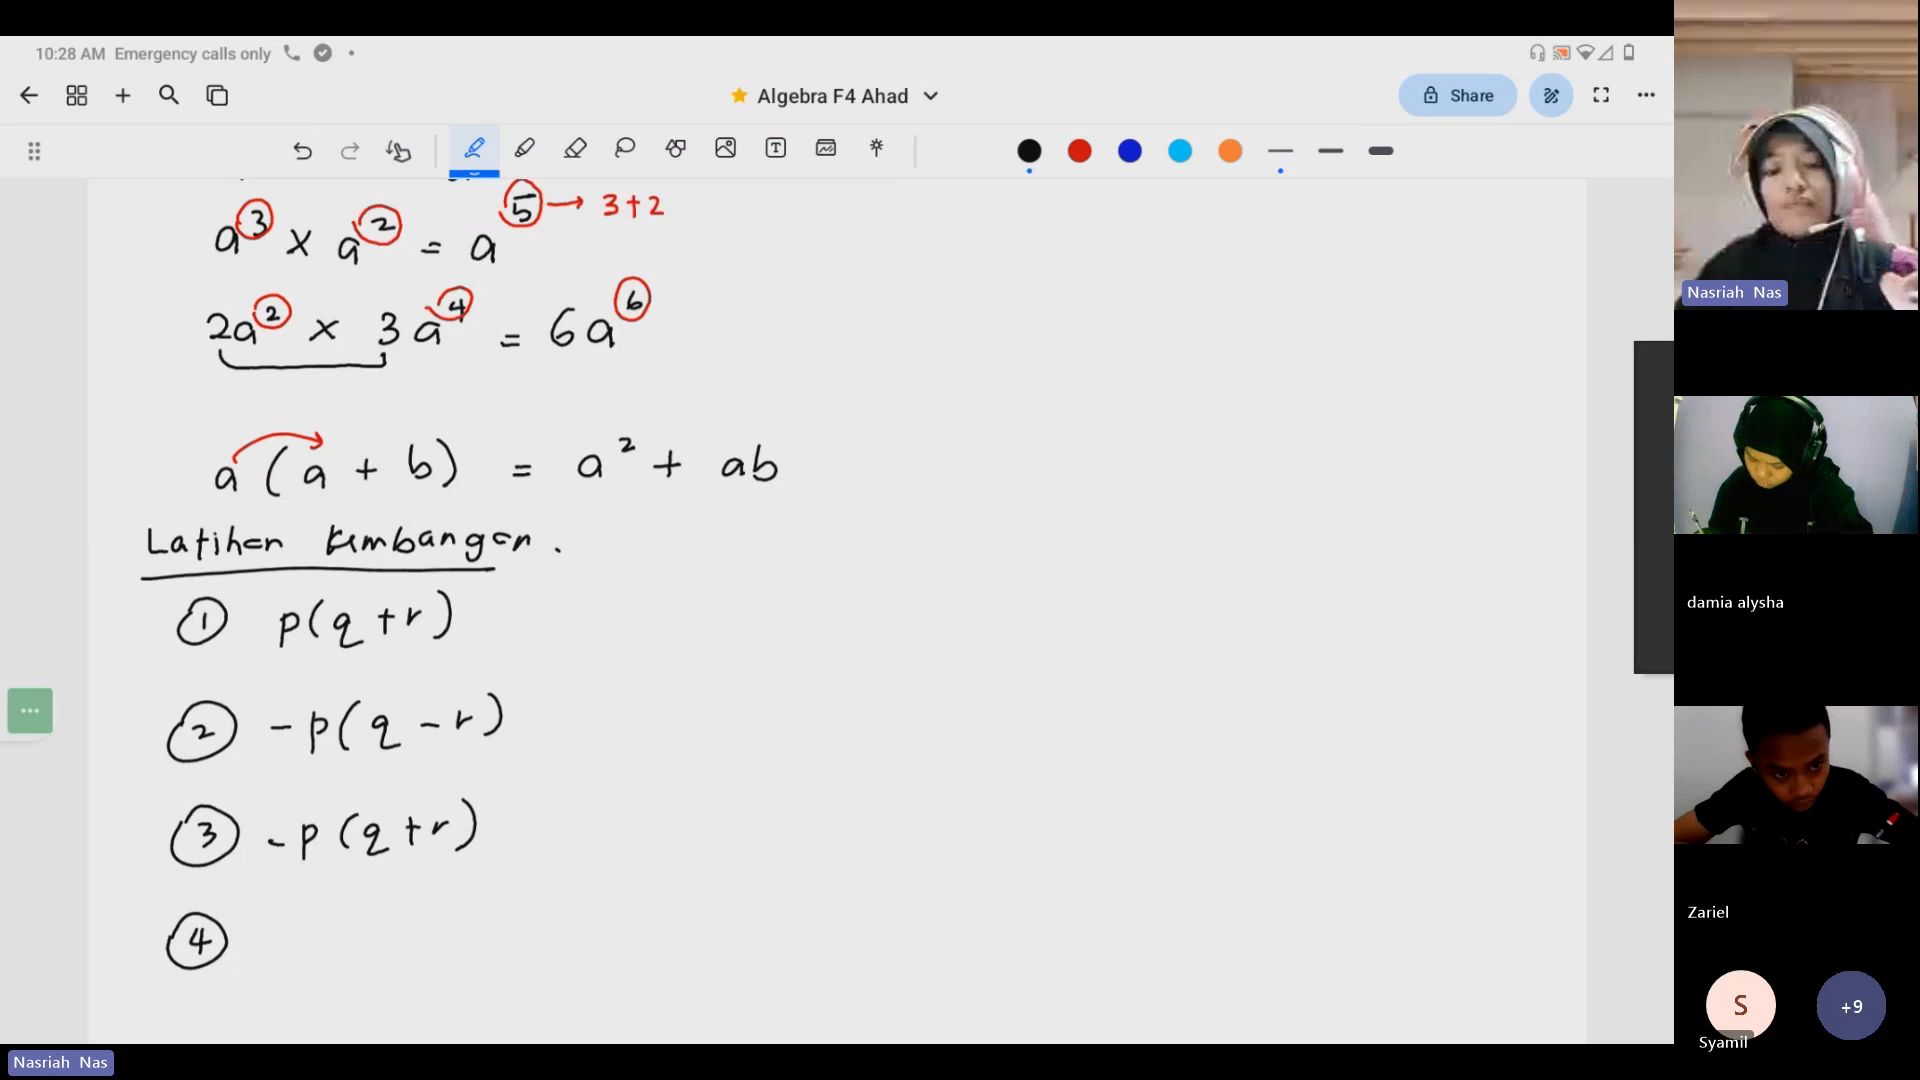 10:28 AM Emergency calls only
Algebra F4 Ahad
Share
a³ × a² = a⁵ → 3+2
2a² × 3a⁴ = 6a⁶
a (a + b) = a² + ab
Latihan kembangan.
① p(q +r)
② -p(q - r)
③ -p (q +r)
④
Nasriah Nas
damia alysha
Zariel
S
+9
Syamil
Nasriah Nas